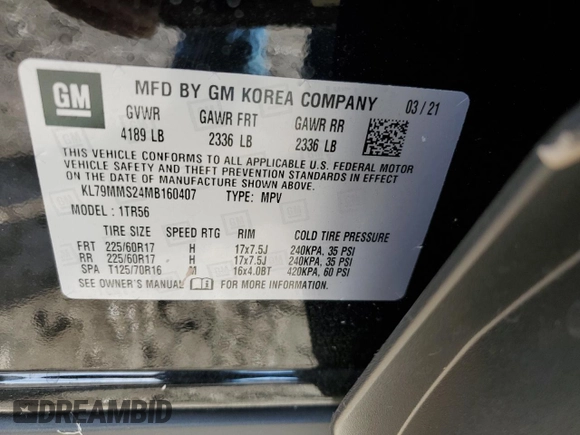 GM
MFD BY GM KOREA COMPANY 03/21
GVWR GAWR FRT GAWR RR
4189 LB 2336 LB 2336 LB
THIS VEHICLE CONFORMS TO ALL APPLICABLE U.S. FEDERAL MOTOR
VEHICLE SAFETY AND THEFT PREVENTION STANDARDS IN EFFECT
ON THE DATE OF MANUFACTURE SHOWN ABOVE.
KL79MMS24MB160407 TYPE: MPV
MODEL: 1TR56
TIRE SIZE SPEED RTG RIM COLD TIRE PRESSURE
FRT 225/60R17 H 17x7.5J 240KPA, 35 PSI
RR 225/60R17 H 17x7.5J 240KPA, 35 PSI
SPA T125/70R16 M 16x4.0BT 420KPA, 60 PSI
SEE OWNER'S MANUAL FOR MORE INFORMATION.
DREAMBID